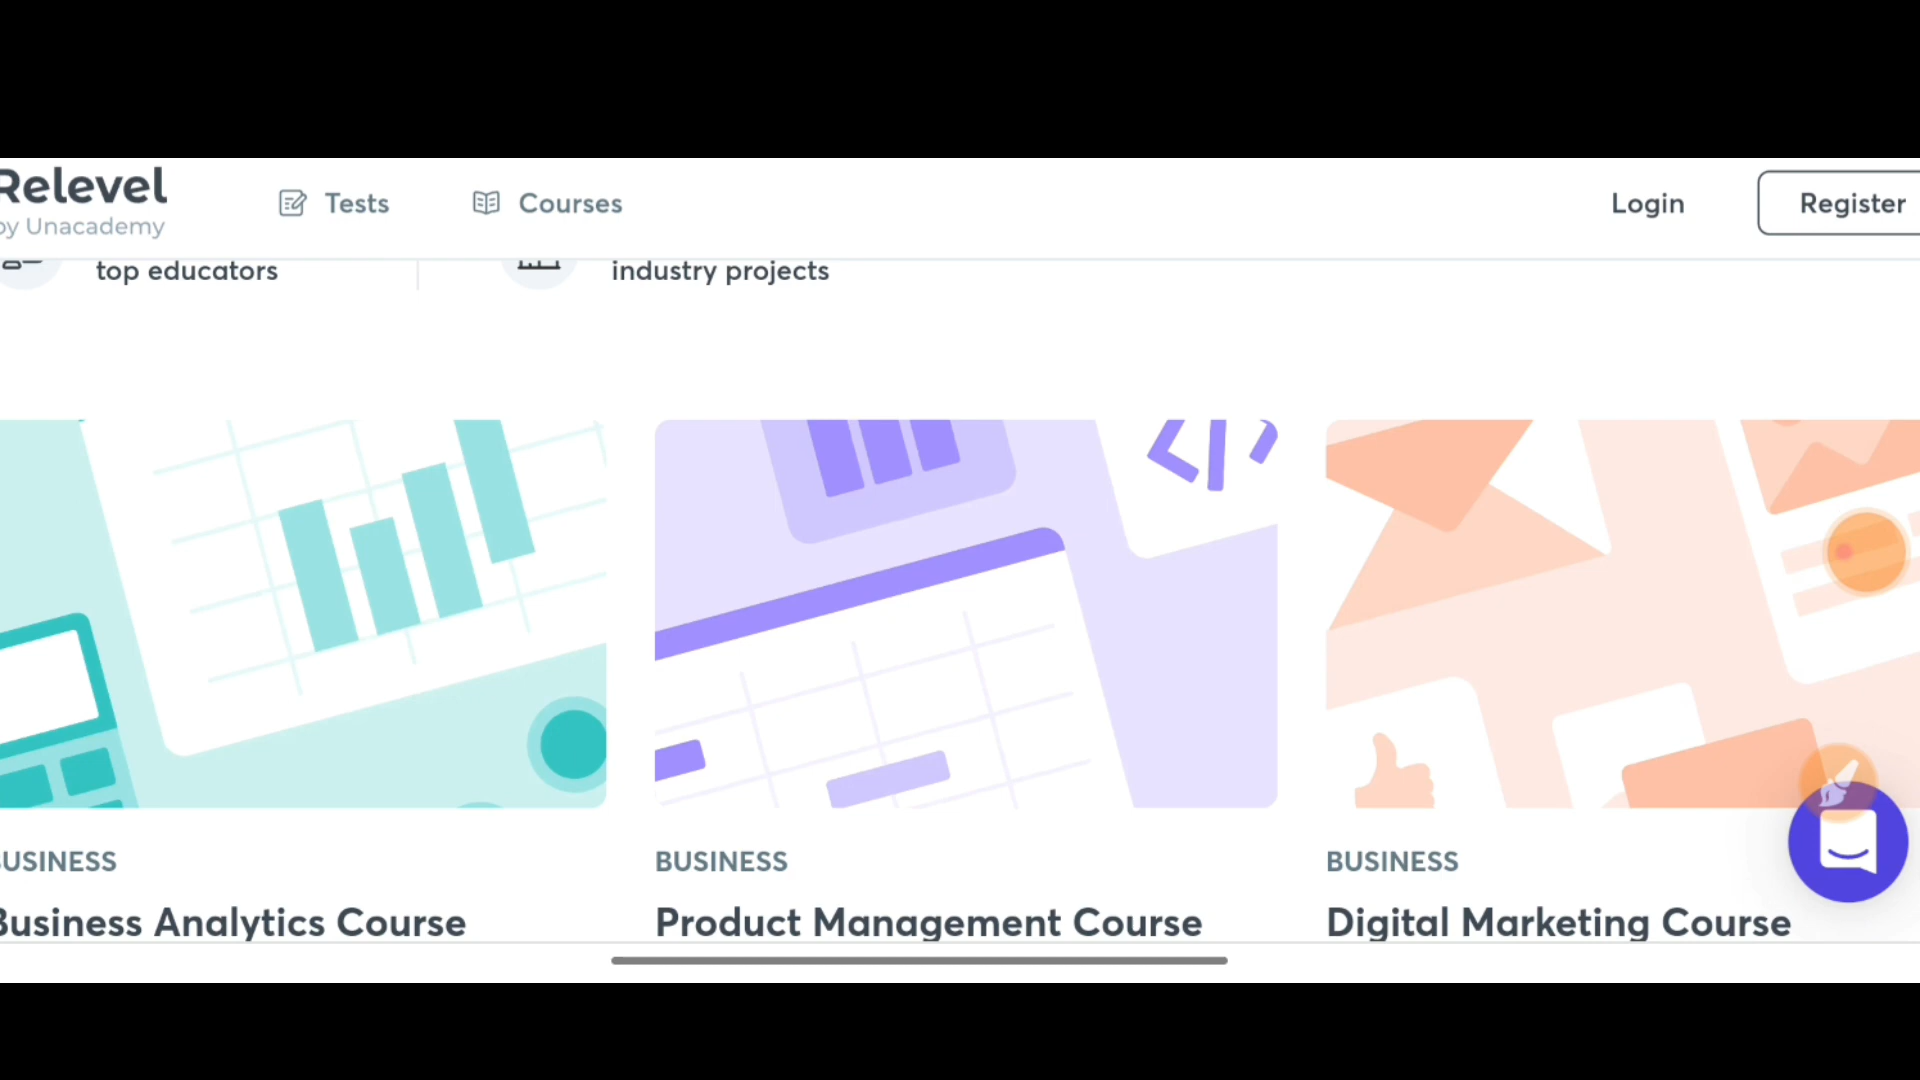 Relevel
by Unacademy
Tests
Courses
Login
Register
top educators
industry projects
BUSINESS
Business Analytics Course
BUSINESS
Product Management Course
BUSINESS
Digital Marketing Course